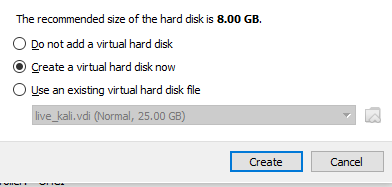 The recommended size of the hard disk is 8.00 GB.
Do not add a virtual hard disk
Create a virtual hard disk now
Use an existing virtual hard disk file
live_kali.vdi (Normal, 25.00 GB)
Create Cancel